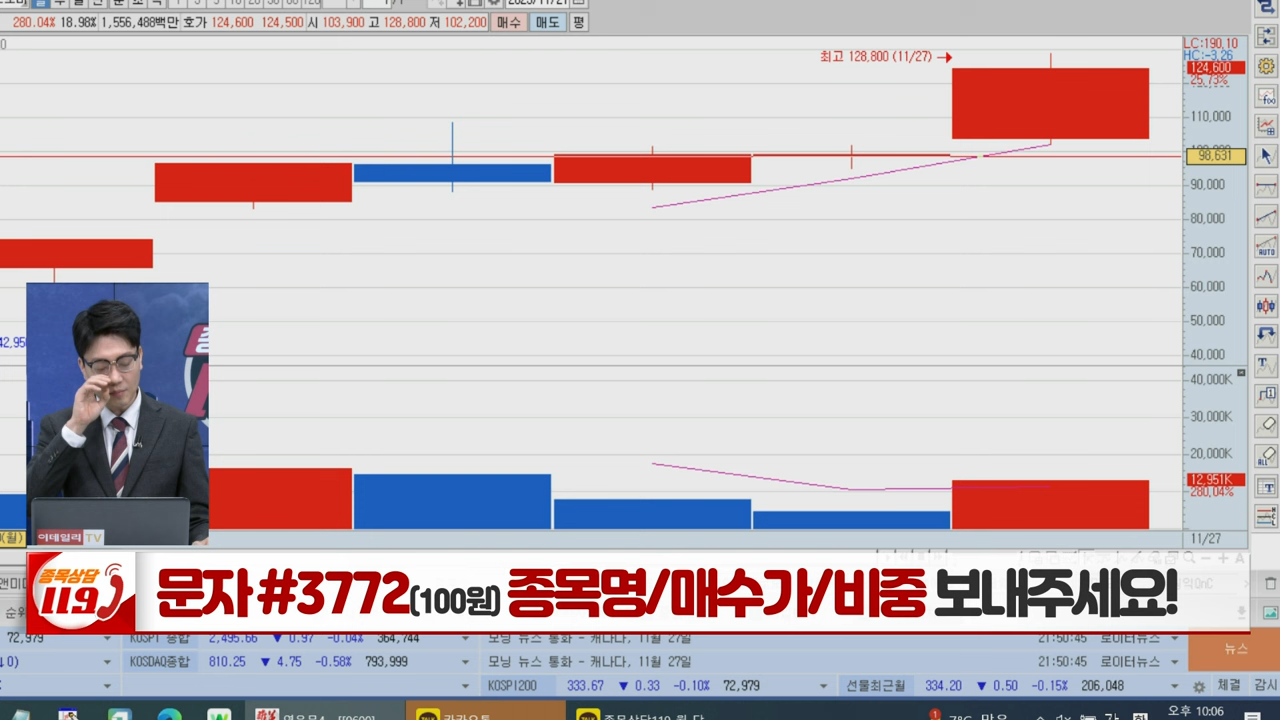 280.04% 18.98% 1,556,488백만 호가 124,600 124,500 시 103,900 고 128,800 저 102,200 매수 매도 평
최고 128,800 (11/27) →
LC:190.10
HC:-3.26
124,600
25.73%
110,000
98,631
90,000
80,000
70,000
60,000
50,000
40,000
40,000K
30,000K
20,000K
12,951K
280.04%
11/27
AUTO
ALL
이데일리 TV
종목상담
119
문자 #3772(100원) 종목명/매수가/비중 보내주세요!
72,979 KOSPI 종합 2,495.66 ▼ 0.97 -0.04% 364,744 모닝 뉴스 통화 - 캐나다, 11월 27일 21:50:45 로이터뉴스
KOSDAQ종합 810.25 ▼ 4.75 -0.58% 793,999 모닝 뉴스 통화 - 캐나다, 11월 27일 21:50:45 로이터뉴스
뉴스
KOSPI200 333.67 ▼ 0.33 -0.10% 72,979 선물최근월 334.20 ▼ 0.50 -0.15% 206,048 체결 감시
오후 10:06